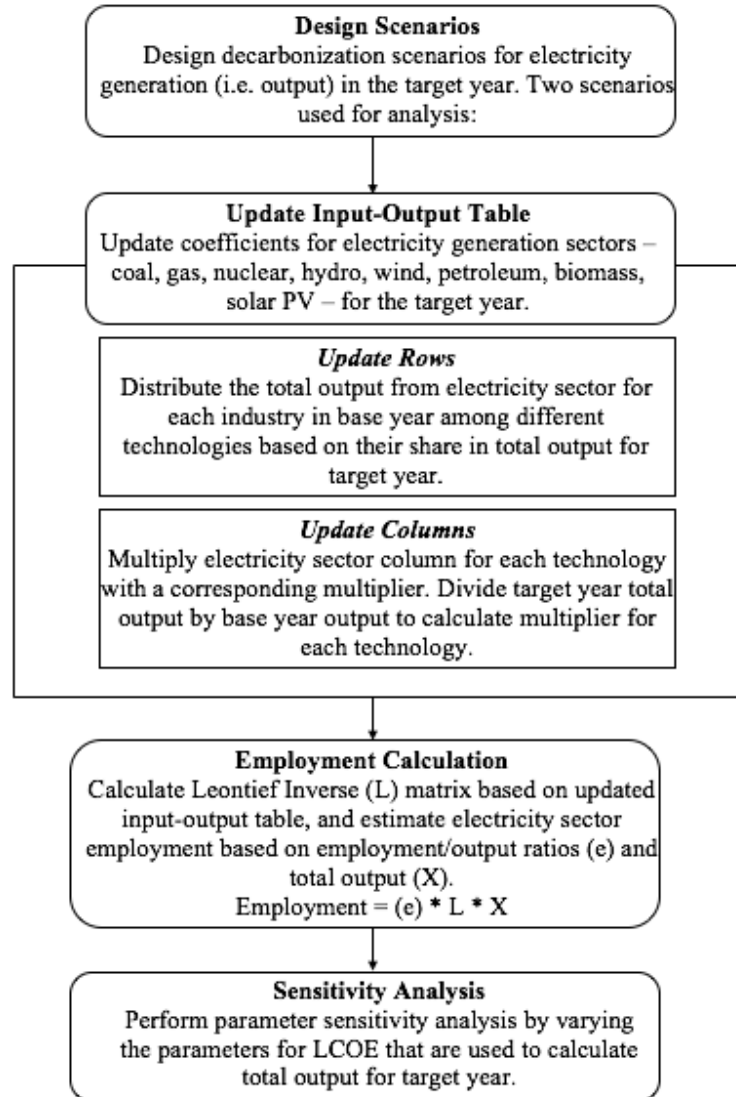 Design Scenarios
Design decarbonization scenarios for electricity
generation (i.e. output) in the target year. Two scenarios
used for analysis:
Update Input-Output Table
Update coefficients for electricity generation sectors –
coal, gas, nuclear, hydro, wind, petroleum, biomass,
solar PV – for the target year.
Update Rows
Distribute the total output from electricity sector for
each industry in base year among different
technologies based on their share in total output for
target year.
Update Columns
Multiply electricity sector column for each technology
with a corresponding multiplier. Divide target year total
output by base year output to calculate multiplier for
each technology.
Employment Calculation
Calculate Leontief Inverse (L) matrix based on updated
input-output table, and estimate electricity sector
employment based on employment/output ratios (e) and
total output (X).
Employment = (e) * L * X
Sensitivity Analysis
Perform parameter sensitivity analysis by varying
the parameters for LCOE that are used to calculate
total output for target year.